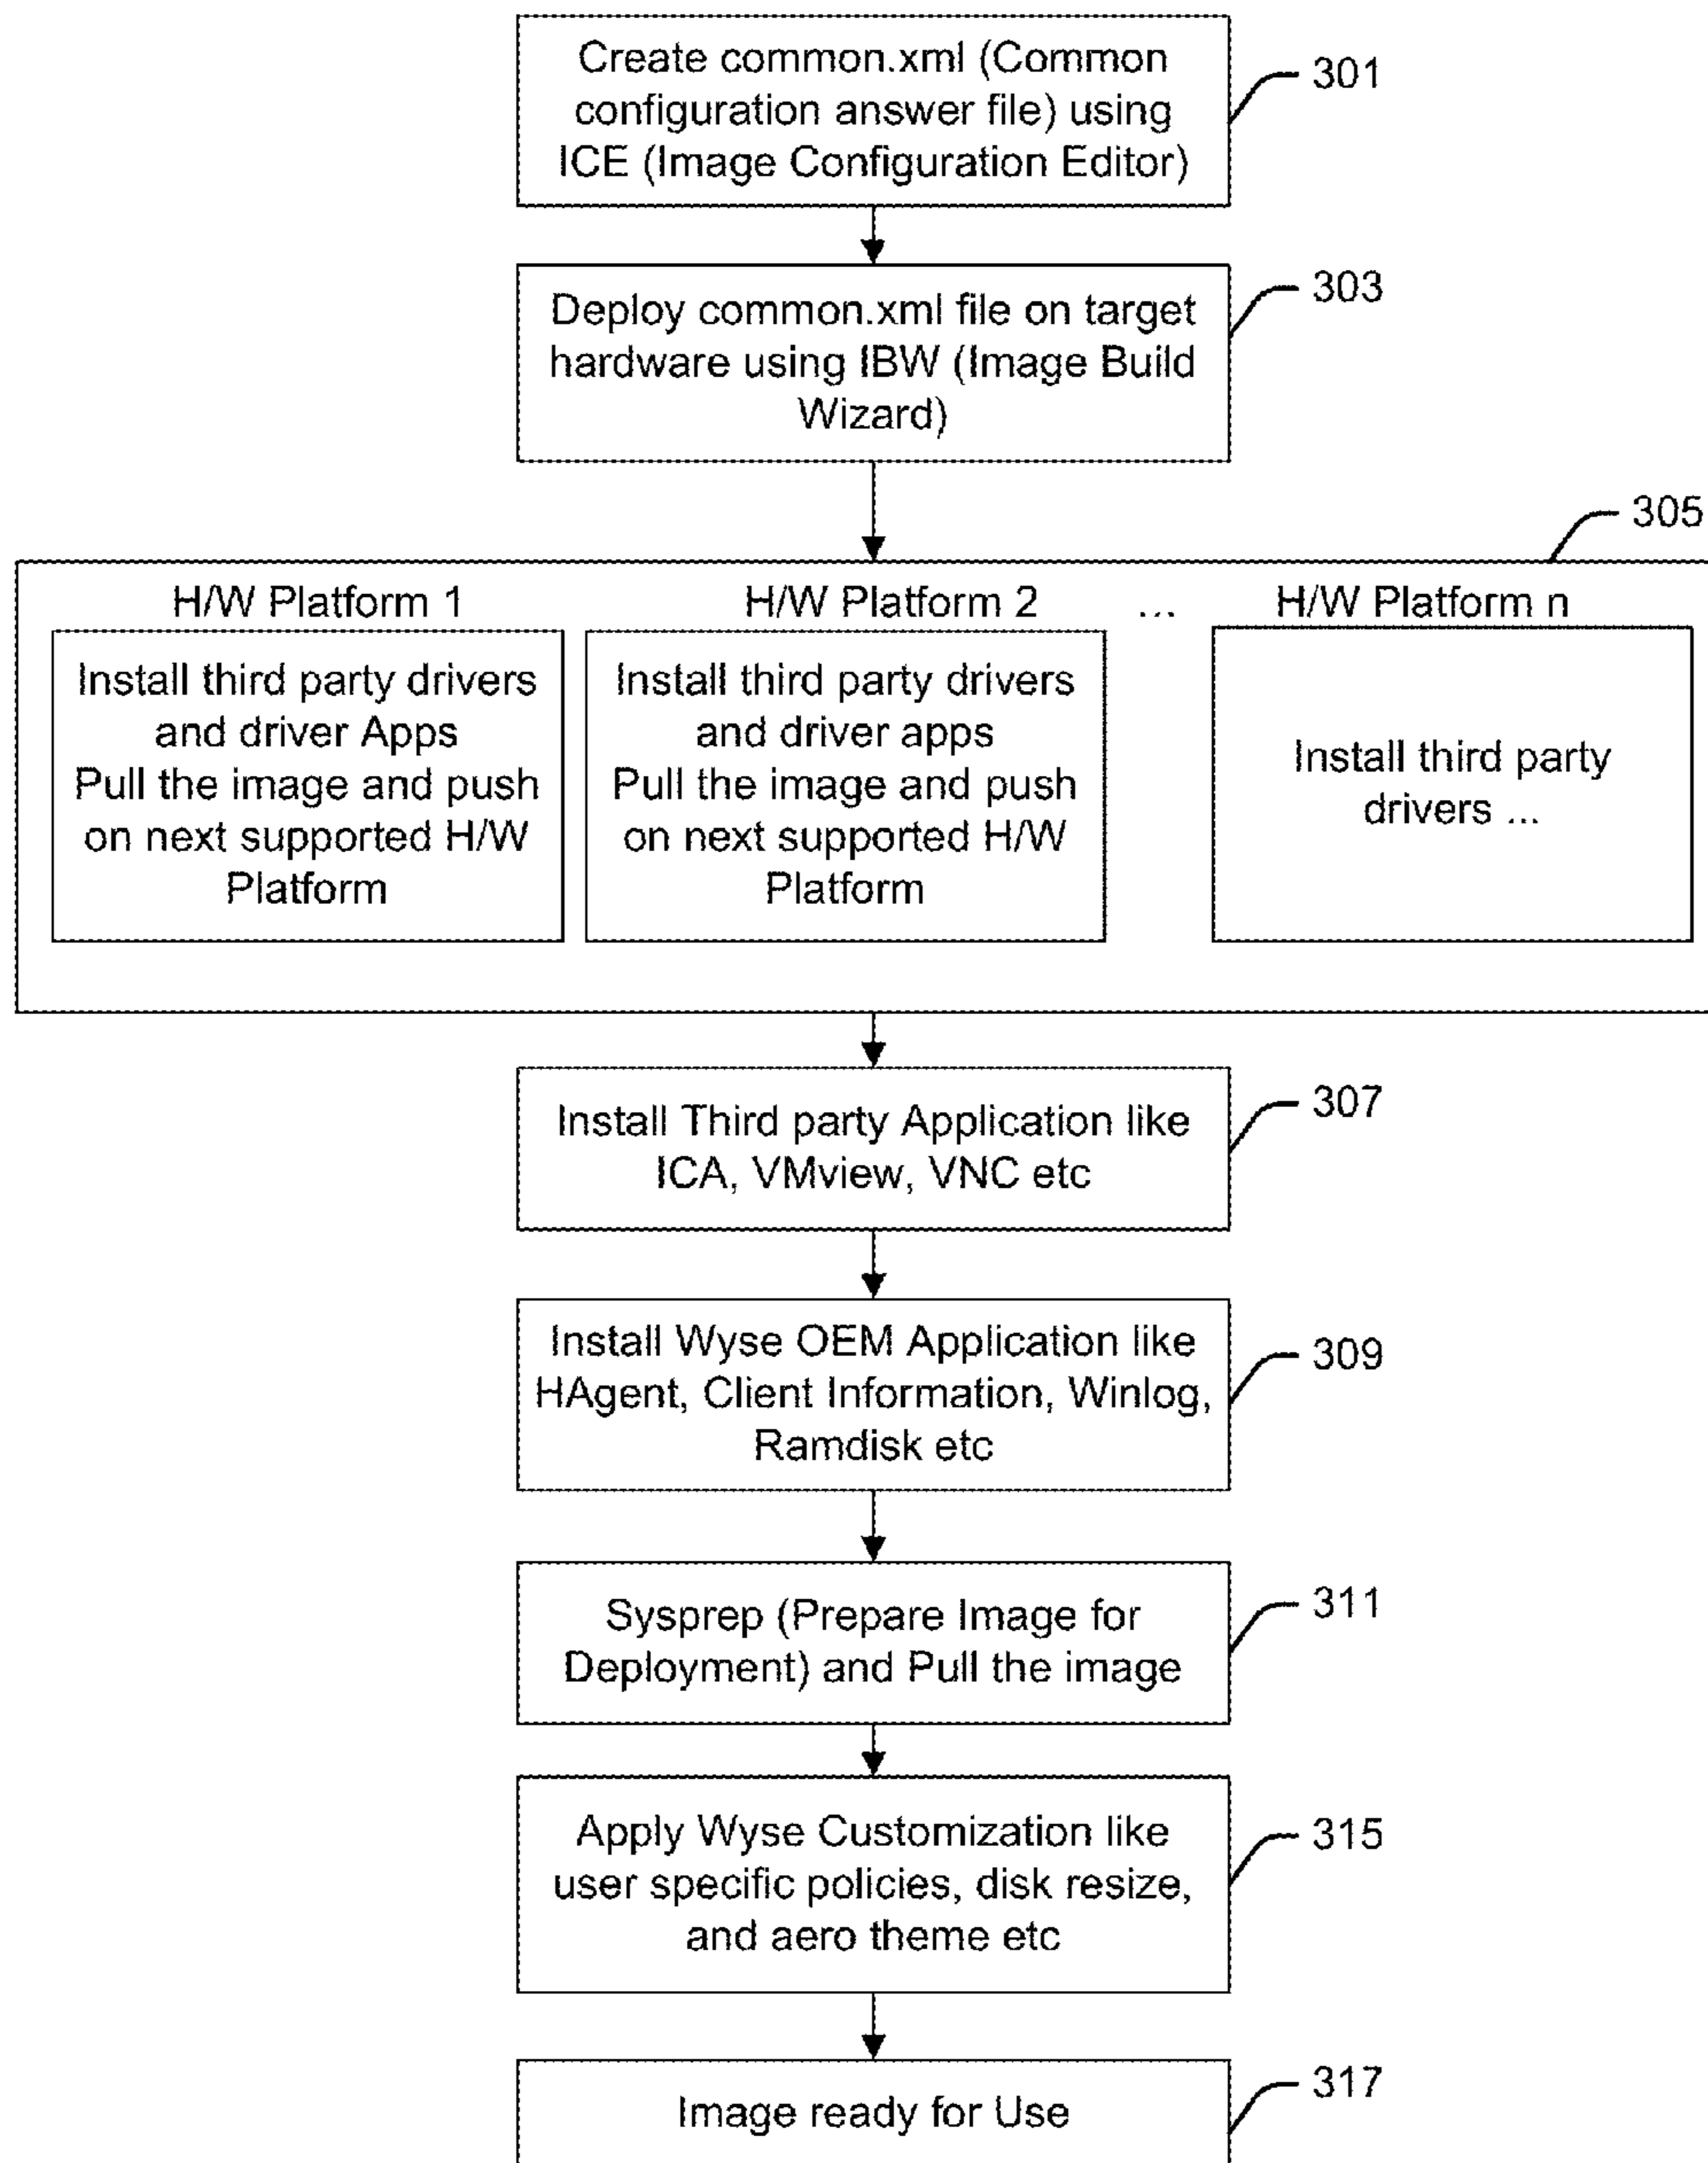 Create common.xml (Common
configuration answer file) using
ICE (Image Configuration Editor)
301
Deploy common.xml file on target
hardware using IBW (Image Build
Wizard)
303
305
H/W Platform 1
Install third party drivers
and driver Apps
Pull the image and push
on next supported H/W
Platform
H/W Platform 2
Install third party drivers
and driver apps
Pull the image and push
on next supported H/W
Platform
...
H/W Platform n
Install third party
drivers ...
Install Third party Application like
ICA, VMview, VNC etc
307
Install Wyse OEM Application like
HAgent, Client Information, Winlog,
Ramdisk etc
309
Sysprep (Prepare Image for
Deployment) and Pull the image
311
Apply Wyse Customization like
user specific policies, disk resize,
and aero theme etc
315
Image ready for Use
317